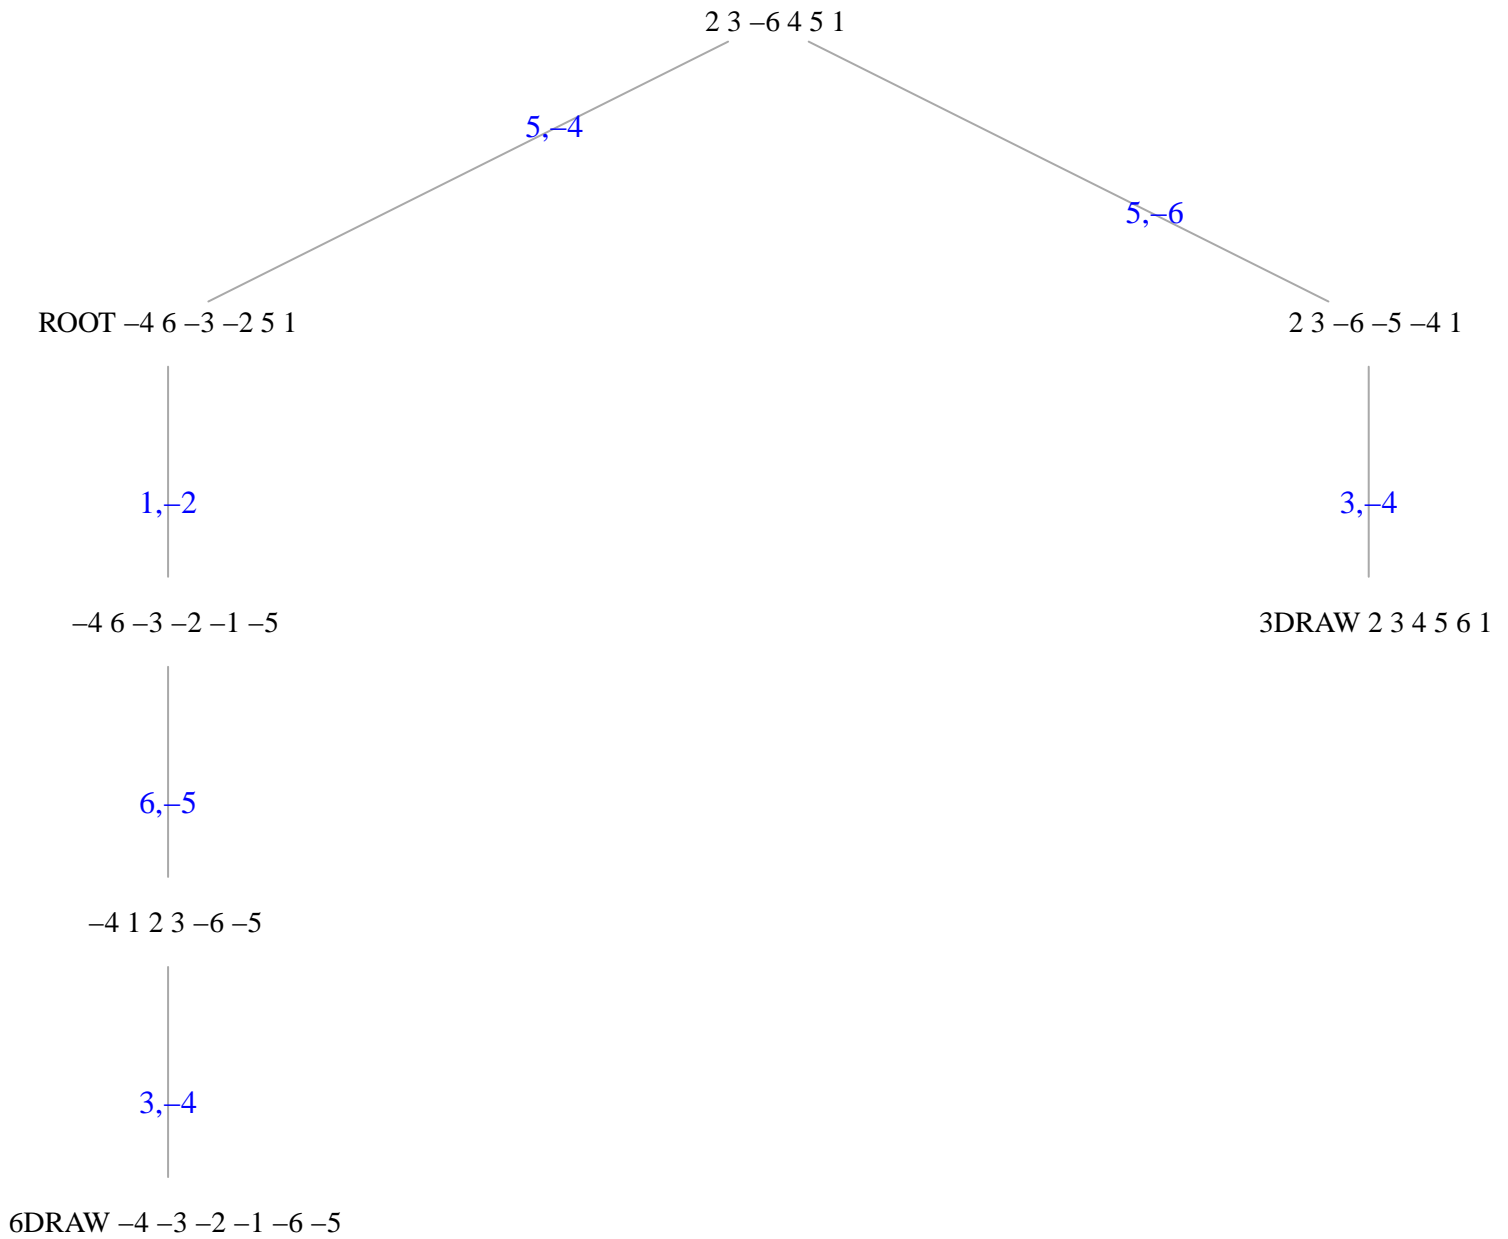 2 3 –6 4 5 1
5,–4
5,–6
ROOT –4 6 –3 –2 5 1
2 3 –6 –5 –4 1
1,–2
3,–4
–4 6 –3 –2 –1 –5
3DRAW 2 3 4 5 6 1
6,–5
–4 1 2 3 –6 –5
3,–4
6DRAW –4 –3 –2 –1 –6 –5